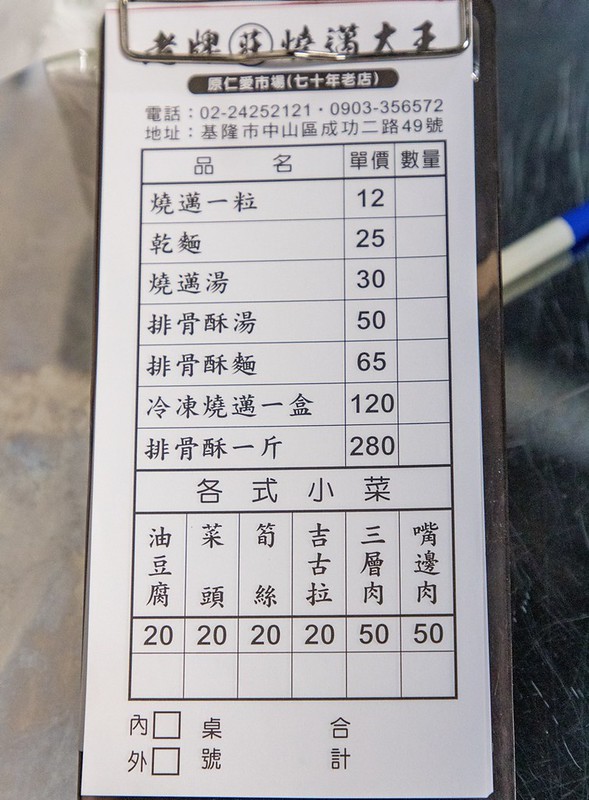 老牌莊燒邁大王
原仁愛市場(七十年老店)
電話：02-24252121・0903-356572
地址：基隆市中山區成功二路49號
品名 單價 數量
燒邁一粒 12
乾麵 25
燒邁湯 30
排骨酥湯 50
排骨酥麵 65
冷凍燒邁一盒 120
排骨酥一斤 280
各式小菜
油豆腐 菜頭 筍絲 吉古拉 三層肉 嘴邊肉
20 20 20 20 50 50
內□ 桌 合
外□ 號 計